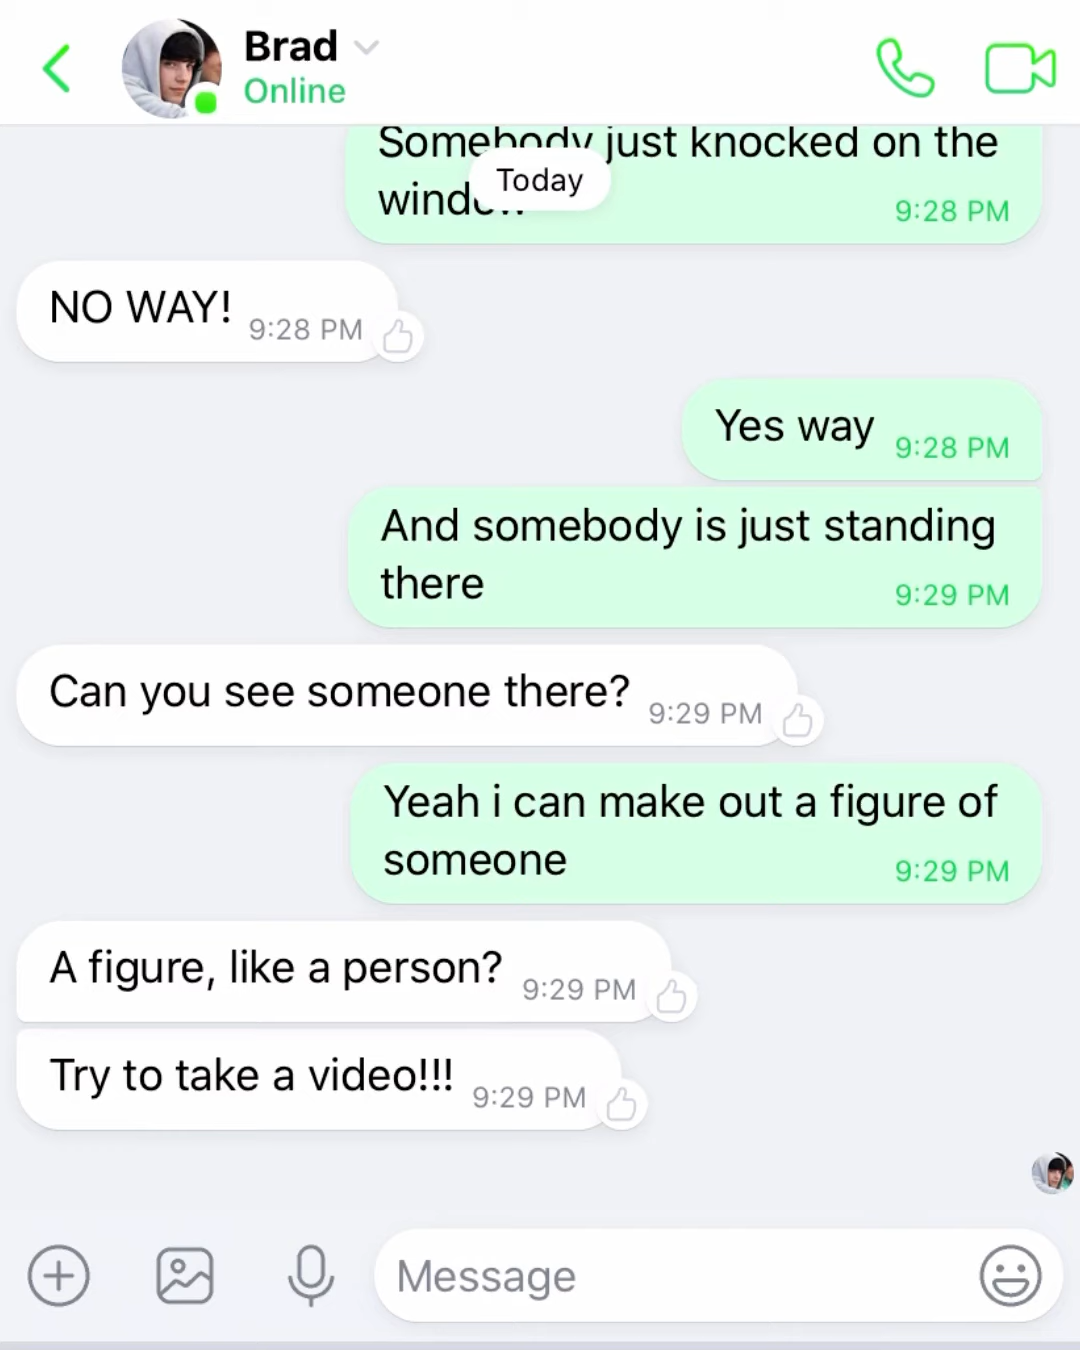 Brad
Online
Somebody just knocked on the
window
Today
9:28 PM
NO WAY!
9:28 PM
Yes way
9:28 PM
And somebody is just standing
there
9:29 PM
Can you see someone there?
9:29 PM
Yeah i can make out a figure of
someone
9:29 PM
A figure, like a person?
9:29 PM
Try to take a video!!!
9:29 PM
Message